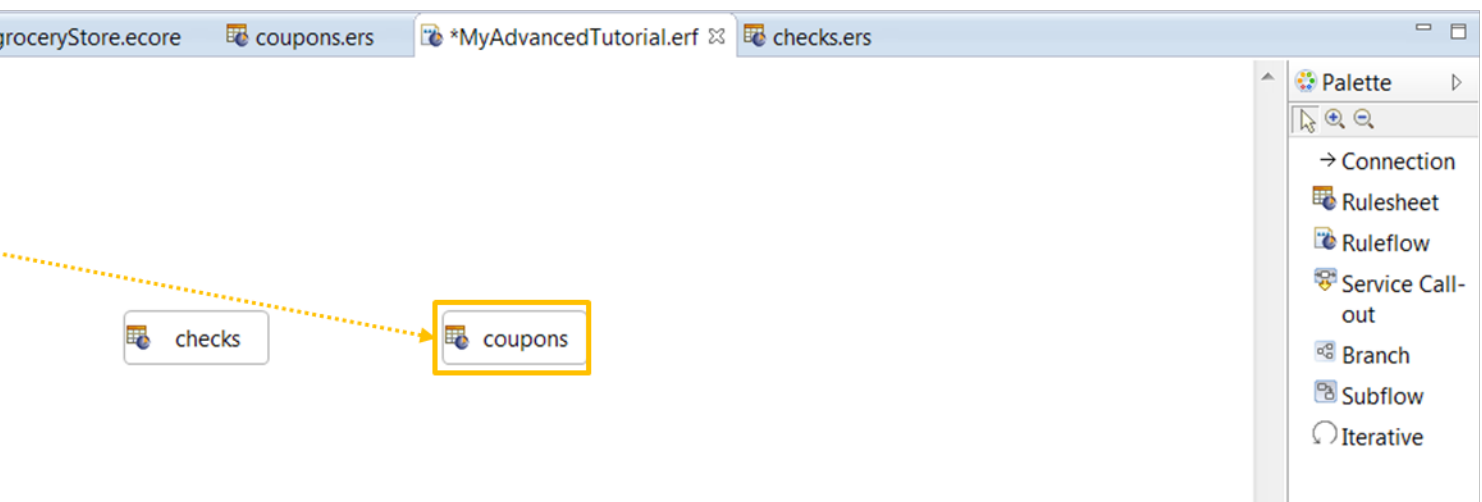 groceryStore.ecore
coupons.ers
*MyAdvancedTutorial.erf
checks.ers
Palette
Connection
Rulesheet
Ruleflow
Service Call-
out
Branch
Subflow
Iterative
checks
coupons